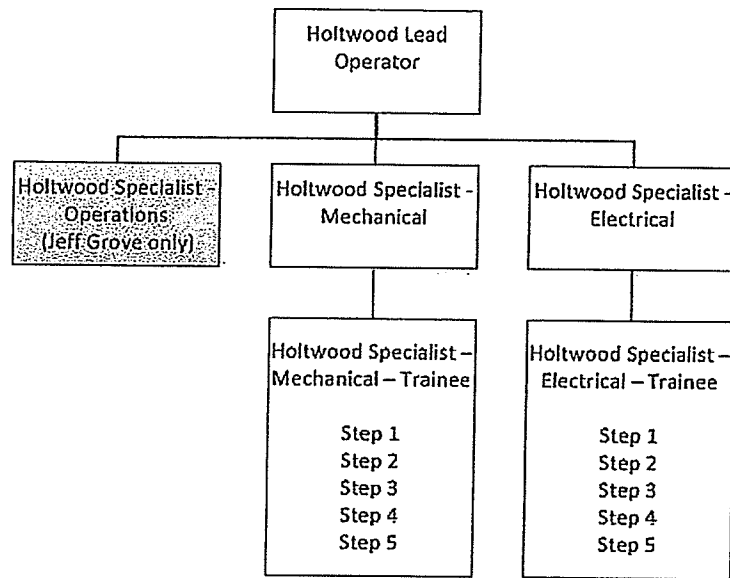 Holtwood Lead
Operator
Holtwood Specialist –
Operations
(Jeff Grove only)
Holtwood Specialist -
Mechanical
Holtwood Specialist –
Electrical
Holtwood Specialist –
Mechanical – Trainee
Step 1
Step 2
Step 3
Step 4
Step 5
Holtwood Specialist –
Electrical – Trainee
Step 1
Step 2
Step 3
Step 4
Step 5